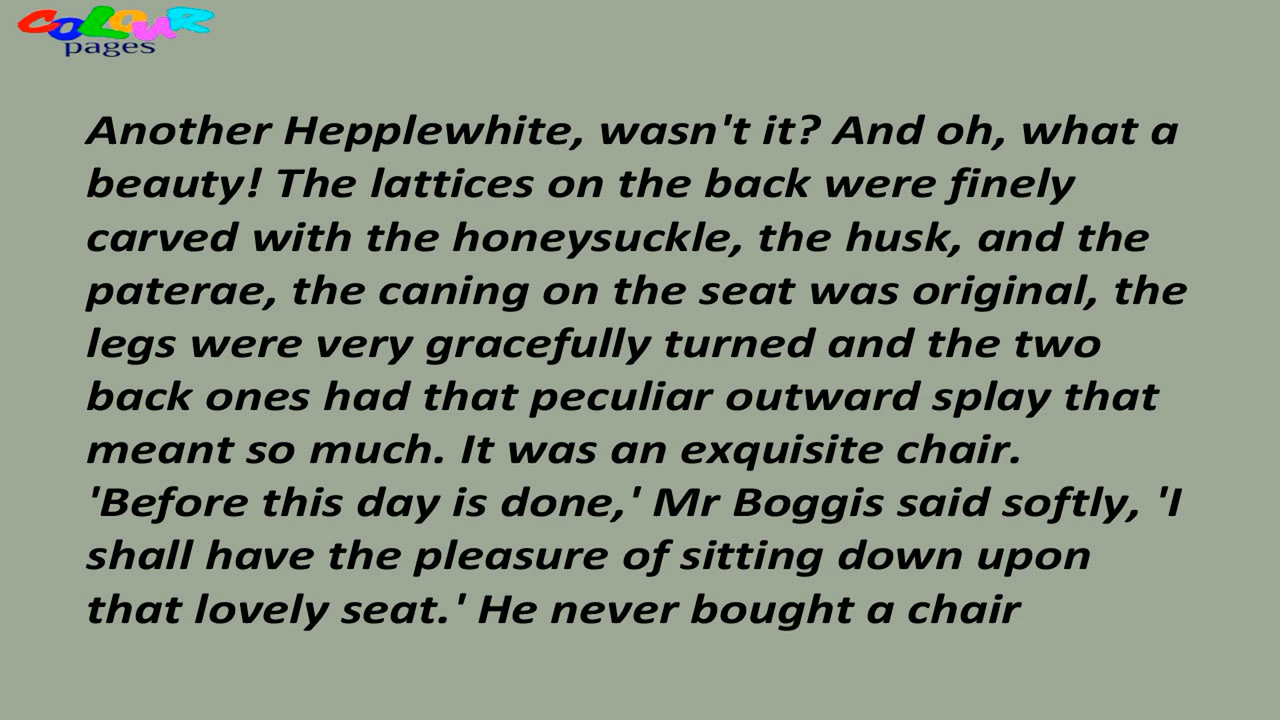 COLOUR
pages
Another Hepplewhite, wasn't it? And oh, what a
beauty! The lattices on the back were finely
carved with the honeysuckle, the husk, and the
paterae, the caning on the seat was original, the
legs were very gracefully turned and the two
back ones had that peculiar outward splay that
meant so much. It was an exquisite chair.
'Before this day is done,' Mr Boggis said softly, 'I
shall have the pleasure of sitting down upon
that lovely seat.' He never bought a chair